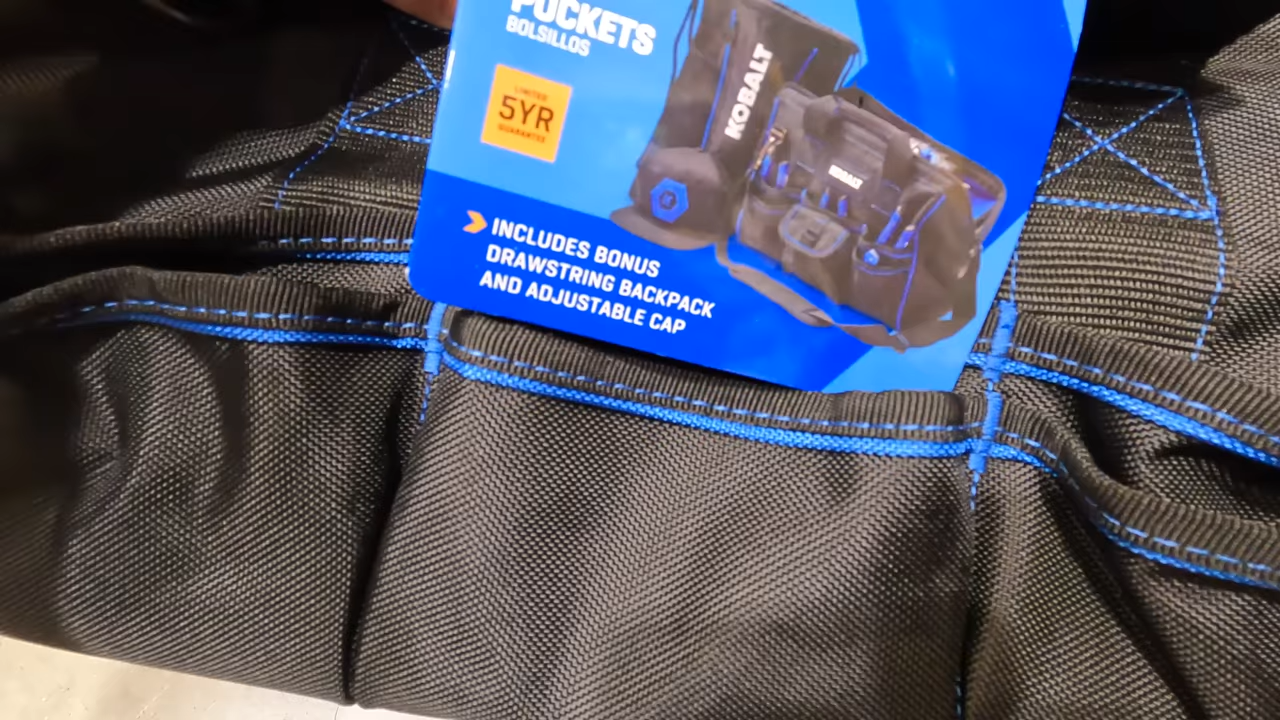 POCKETS
BOLSILLOS
LIMITED
5YR
GUARANTEE
KOBALT
KOBALT
INCLUDES BONUS
DRAWSTRING BACKPACK
AND ADJUSTABLE CAP